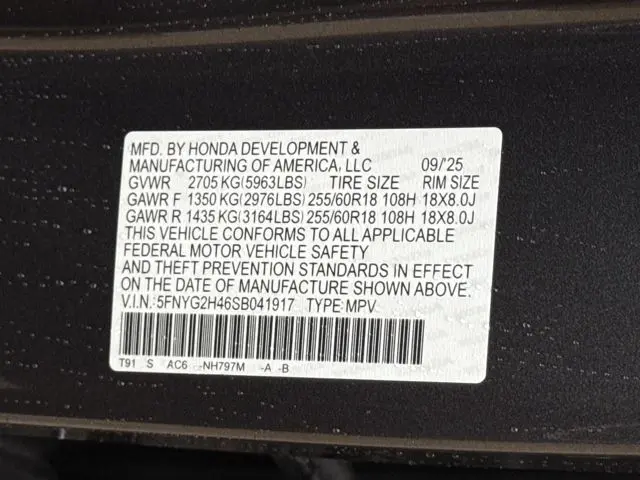 MFD. BY HONDA DEVELOPMENT &
MANUFACTURING OF AMERICA, LLC 09/'25
GVWR 2705 KG(5963LBS) TIRE SIZE RIM SIZE
GAWR F 1350 KG(2976LBS) 255/60R18 108H 18X8.0J
GAWR R 1435 KG(3164LBS) 255/60R18 108H 18X8.0J
THIS VEHICLE CONFORMS TO ALL APPLICABLE
FEDERAL MOTOR VEHICLE SAFETY
AND THEFT PREVENTION STANDARDS IN EFFECT
ON THE DATE OF MANUFACTURE SHOWN ABOVE.
V.I.N.: 5FNYG2H46SB041917 TYPE: MPV
T91 S AC6 -NH797M -A -B